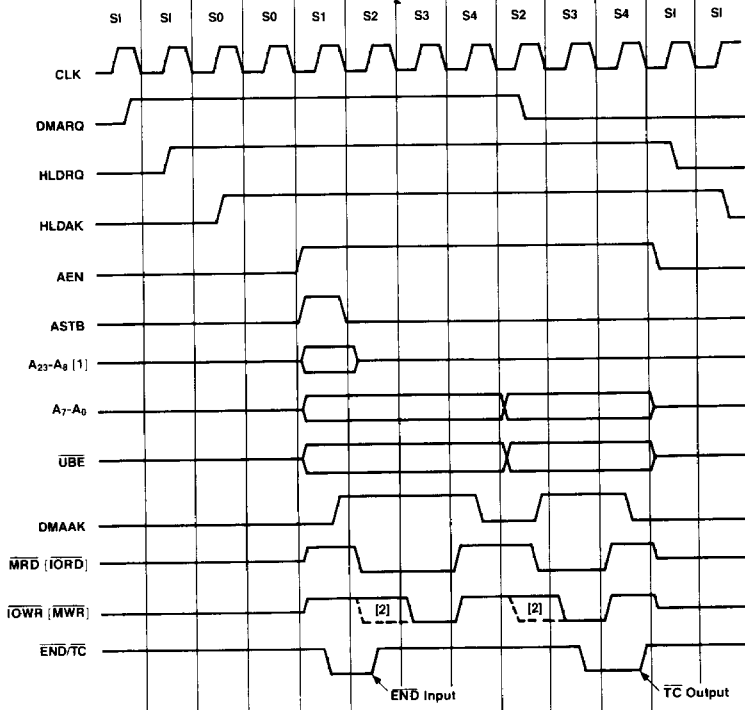 SI SI S0 S0 S1 S2 S3 S4 S2 S3 S4 SI SI
CLK
DMARQ
HLDRQ
HLDAK
AEN
ASTB
A23-A8 [1]
A7-A0
UBE
DMAAK
MRD [IORD]
IOWR [MWR] [2] [2]
END/TC
END Input TC Output